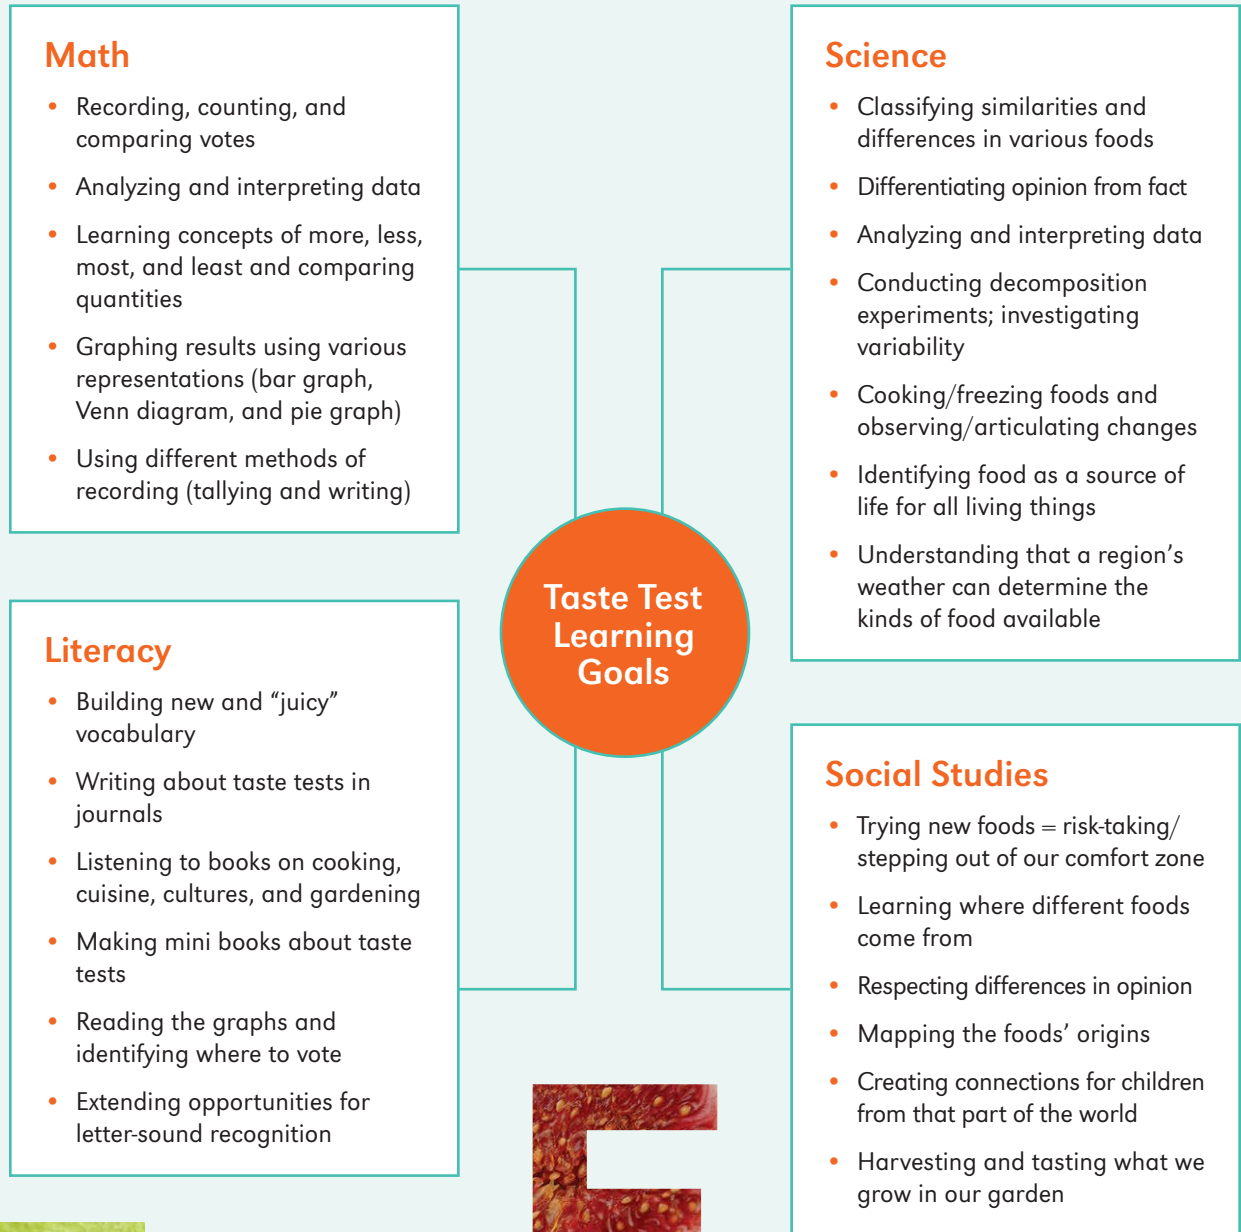 Math
• Recording, counting, and
comparing votes
• Analyzing and interpreting data
• Learning concepts of more, less,
most, and least and comparing
quantities
• Graphing results using various
representations (bar graph,
Venn diagram, and pie graph)
• Using different methods of
recording (tallying and writing)
Literacy
• Building new and “juicy”
vocabulary
• Writing about taste tests in
journals
• Listening to books on cooking,
cuisine, cultures, and gardening
• Making mini books about taste
tests
• Reading the graphs and
identifying where to vote
• Extending opportunities for
letter-sound recognition
Taste Test
Learning
Goals
Science
• Classifying similarities and
differences in various foods
• Differentiating opinion from fact
• Analyzing and interpreting data
• Conducting decomposition
experiments; investigating
variability
• Cooking/freezing foods and
observing/articulating changes
• Identifying food as a source of
life for all living things
• Understanding that a region’s
weather can determine the
kinds of food available
Social Studies
• Trying new foods = risk-taking/
stepping out of our comfort zone
• Learning where different foods
come from
• Respecting differences in opinion
• Mapping the foods’ origins
• Creating connections for children
from that part of the world
• Harvesting and tasting what we
grow in our garden